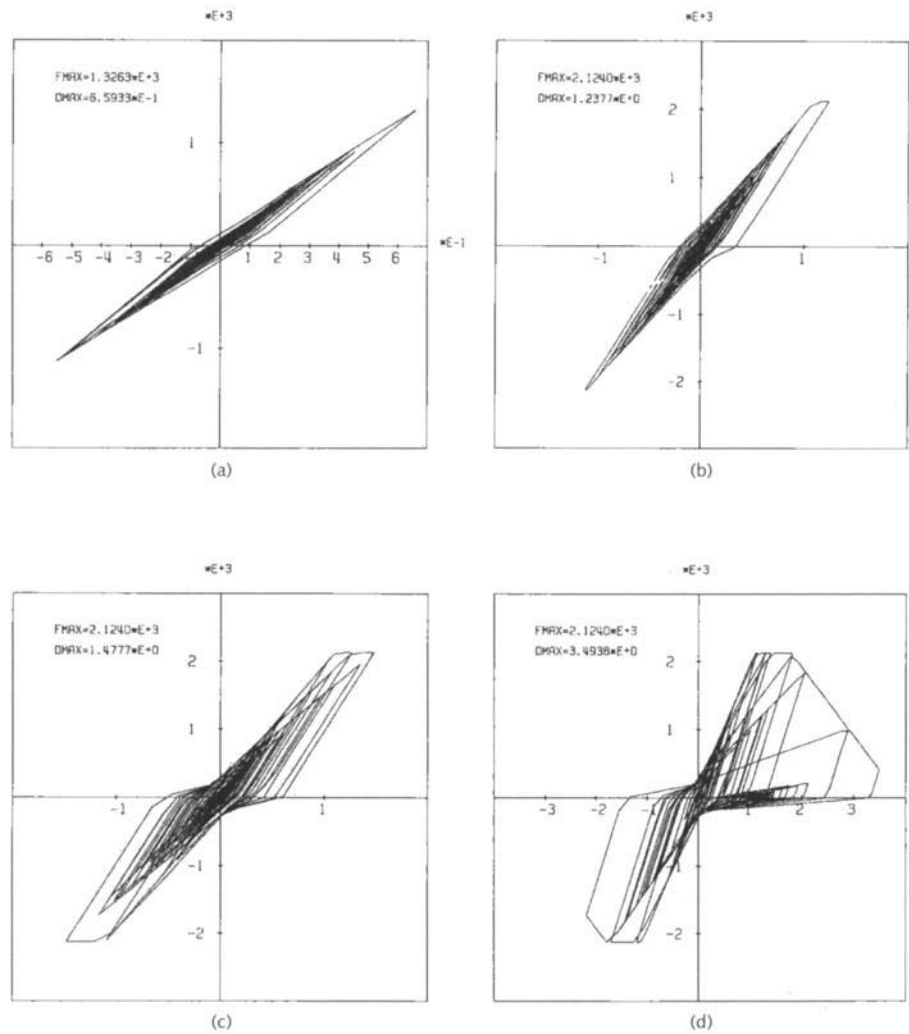 *E+3
FMAX=1.3263*E+3
DMAX=6.5933*E-1
1
-6 -5 -4 -3 -2 -1 1 2 3 4 5 6 *E-1
-1
(a)
*E+3
FMAX=2.1240*E+3
DMAX=1.2377*E+0
2
1
-1 1
-1
-2
(b)
*E+3
FMAX=2.1240*E+3
DMAX=1.4777*E+0
2
1
-1 1
-1
-2
(c)
*E+3
FMAX=2.1240*E+3
DMAX=3.4938*E+0
2
1
-3 -2 -1 1 2 3
-1
-2
(d)